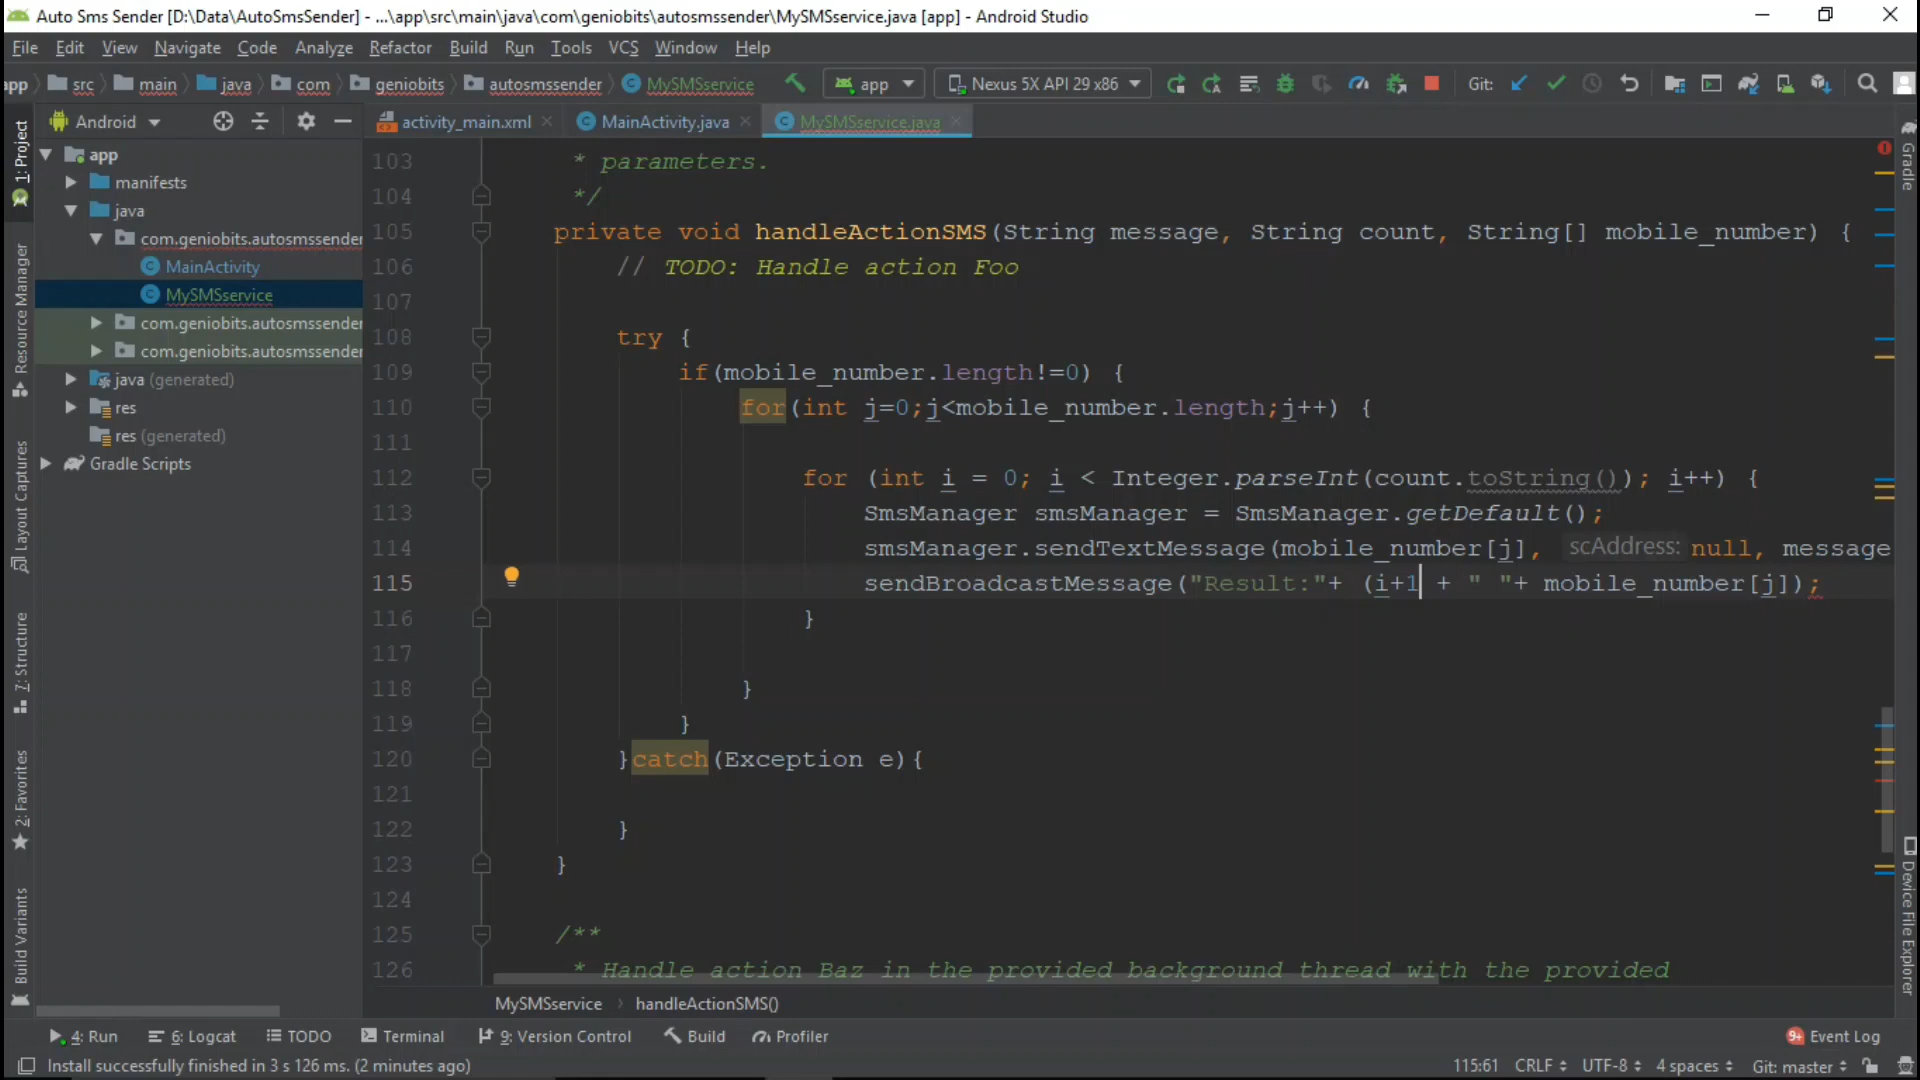 Auto Sms Sender [D:\Data\AutoSmsSender] - ...\app\src\main\java\com\geniobits\autosmssender\MySMSservice.java [app] - Android Studio
File Edit View Navigate Code Analyze Refactor Build Run Tools VCS Window Help
app src main java com geniobits autosmssender MySMSservice app Nexus 5X API 29 x86 Git:
Android activity_main.xml MainActivity.java MySMSservice.java
1: Project
Resource Manager
Layout Captures
7: Structure
2: Favorites
Build Variants
app
manifests
java
com.geniobits.autosmssender
MainActivity
MySMSservice
com.geniobits.autosmssender
com.geniobits.autosmssender
java (generated)
res
res (generated)
Gradle Scripts
103 * parameters.
104 */
105 private void handleActionSMS(String message, String count, String[] mobile_number) {
106 // TODO: Handle action Foo
107
108 try {
109 if(mobile_number.length!=0) {
110 for(int j=0;j<mobile_number.length;j++) {
111
112 for (int i = 0; i < Integer.parseInt(count.toString()); i++) {
113 SmsManager smsManager = SmsManager.getDefault();
114 smsManager.sendTextMessage(mobile_number[j], scAddress: null, message
115 sendBroadcastMessage("Result:"+ (i+1 + " "+ mobile_number[j]);
116 }
117
118 }
119 }
120 }catch(Exception e){
121
122 }
123 }
124
125 /**
126 * Handle action Baz in the provided background thread with the provided
Gradle
Device File Explorer
MySMSservice handleActionSMS()
4: Run 6: Logcat TODO Terminal 9: Version Control Build Profiler 9+ Event Log
Install successfully finished in 3 s 126 ms. (2 minutes ago) 115:61 CRLF UTF-8 4 spaces Git: master